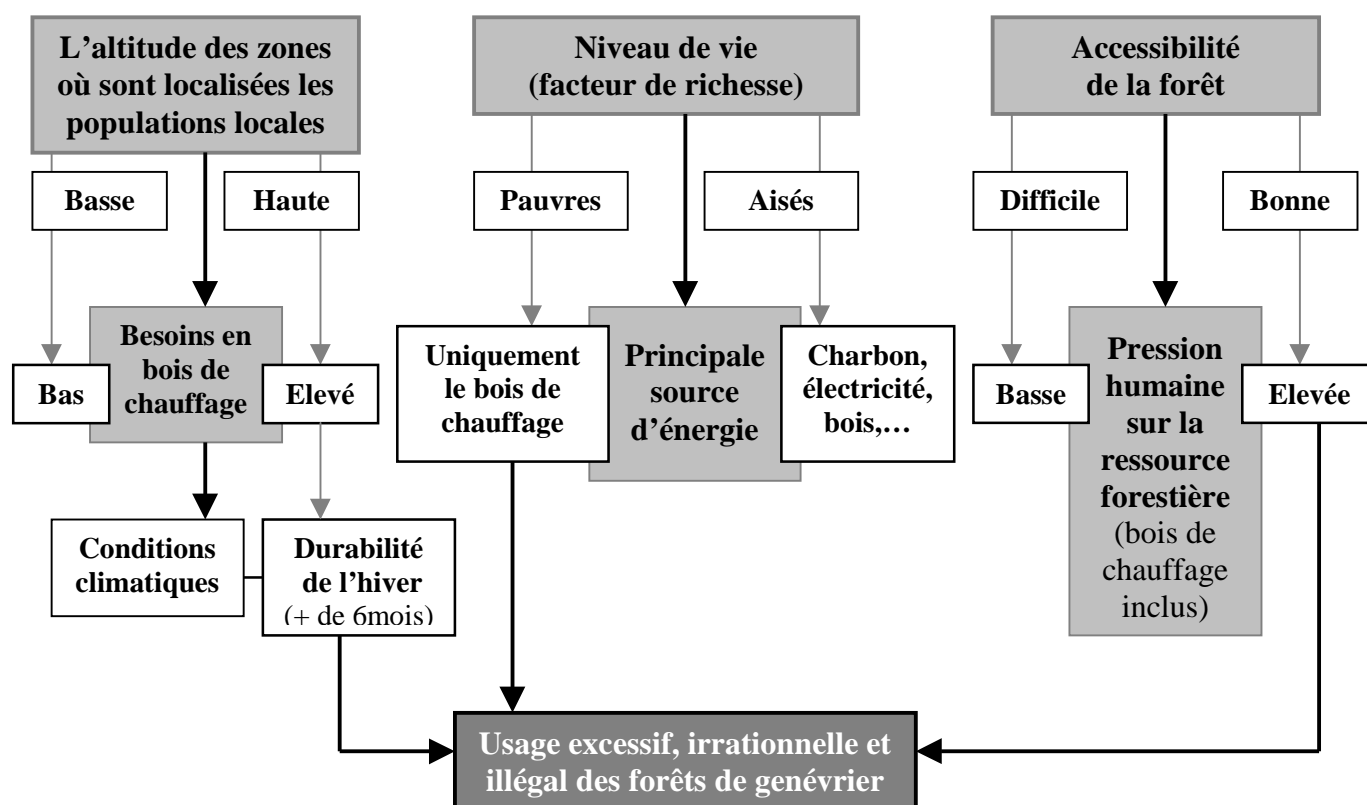 L’altitude des zones
où sont localisées les
populations locales
Niveau de vie
(facteur de richesse)
Accessibilité
de la forêt
Basse
Haute
Pauvres
Aisés
Difficile
Bonne
Bas
Besoins en
bois de
chauffage
Elevé
Uniquement
le bois de
chauffage
Principale
source
d’énergie
Charbon,
électricité,
bois,…
Basse
Pression
humaine
sur la
ressource
forestière
(bois de
chauffage
inclus)
Elevée
Conditions
climatiques
Durabilité
de l’hiver
(+ de 6mois)
Usage excessif, irrationnelle et
illégal des forêts de genévrier